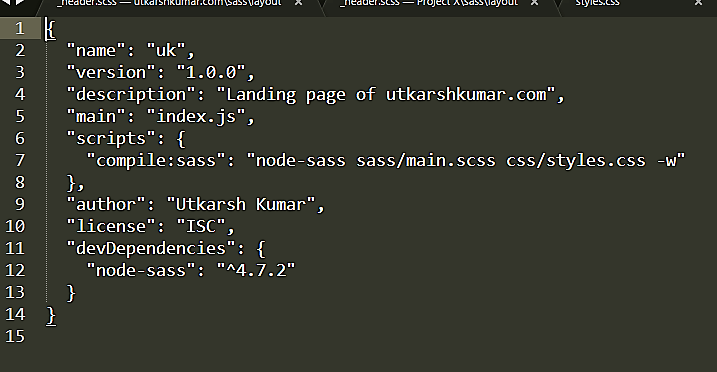 _header.scss — utkarshkumar.com\sass\layout × _header.scss — Project X\sass\layout × styles.css ×
1 {
2 "name": "uk",
3 "version": "1.0.0",
4 "description": "Landing page of utkarshkumar.com",
5 "main": "index.js",
6 "scripts": {
7 "compile:sass": "node-sass sass/main.scss css/styles.css -w"
8 },
9 "author": "Utkarsh Kumar",
10 "license": "ISC",
11 "devDependencies": {
12 "node-sass": "^4.7.2"
13 }
14 }
15